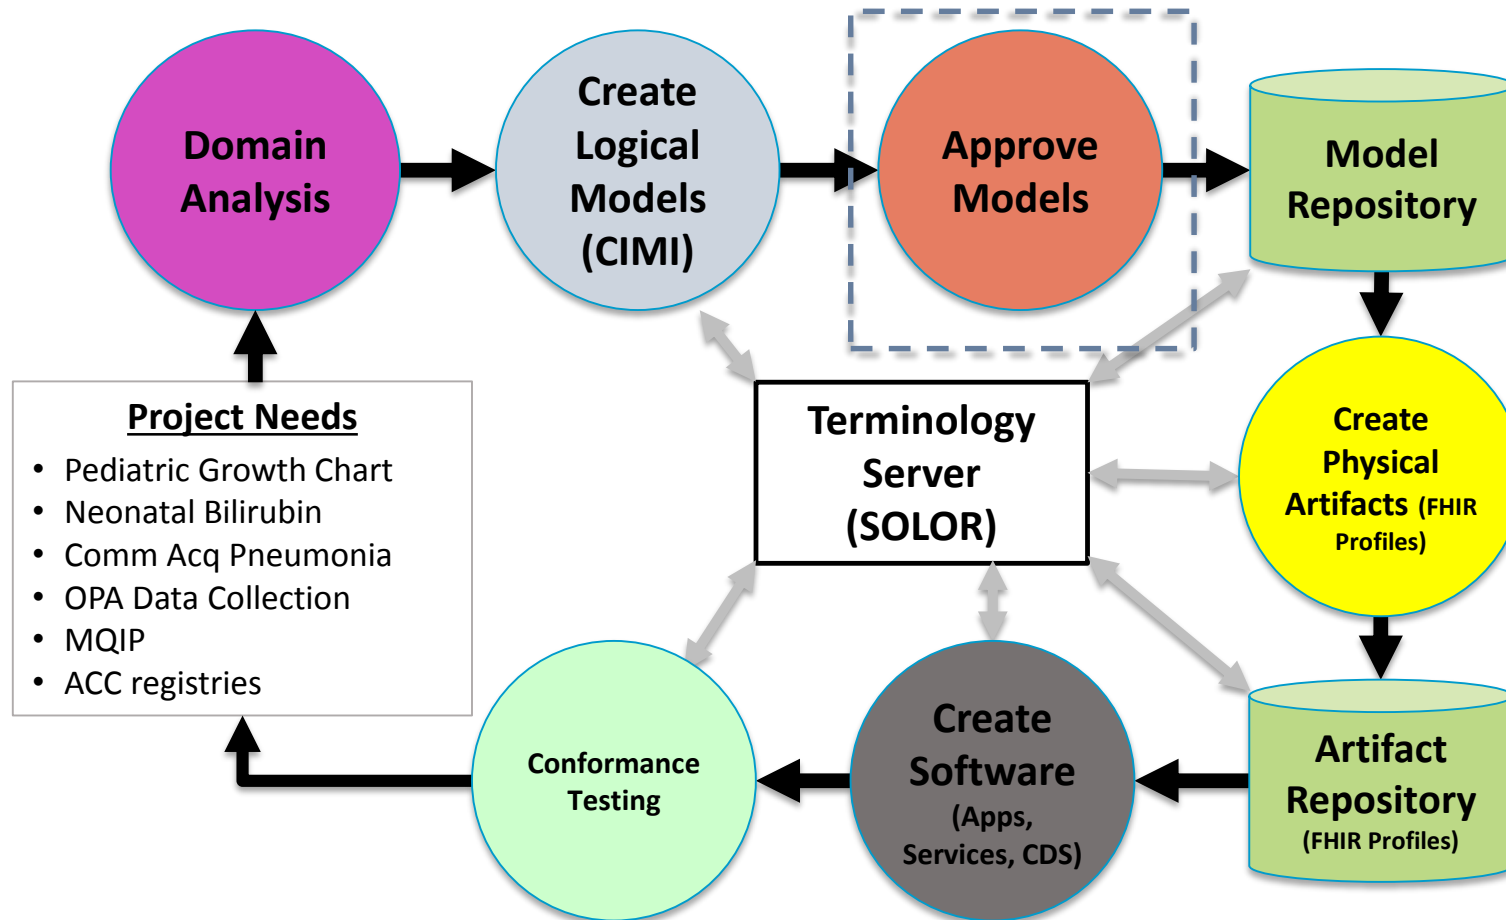 Domain
Analysis
Create
Logical
Models
(CIMI)
Approve
Models
Model
Repository
Project Needs
• Pediatric Growth Chart
• Neonatal Bilirubin
• Comm Acq Pneumonia
• OPA Data Collection
• MQIP
• ACC registries
Terminology
Server
(SOLOR)
Create
Physical
Artifacts (FHIR
Profiles)
Conformance
Testing
Create
Software
(Apps,
Services, CDS)
Artifact
Repository
(FHIR Profiles)